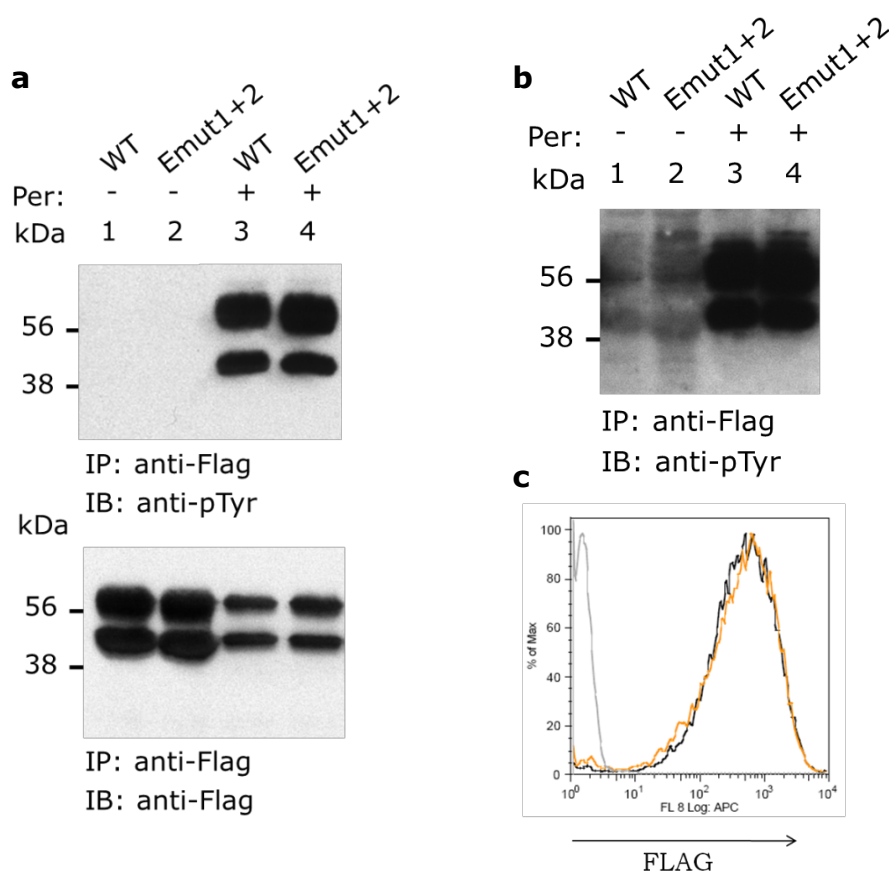 a
WT Emut1+2 WT Emut1+2
Per: - - + +
kDa 1 2 3 4
56
38
IP: anti-Flag
IB: anti-pTyr
kDa
56
38
IP: anti-Flag
IB: anti-Flag
b
WT Emut1+2 WT Emut1+2
Per: - - + +
kDa 1 2 3 4
56
38
IP: anti-Flag
IB: anti-pTyr
c
100
80
60
40
20
0
% of Max
10⁰ 10¹ 10² 10³ 10⁴
FL 8 Log: APC
FLAG